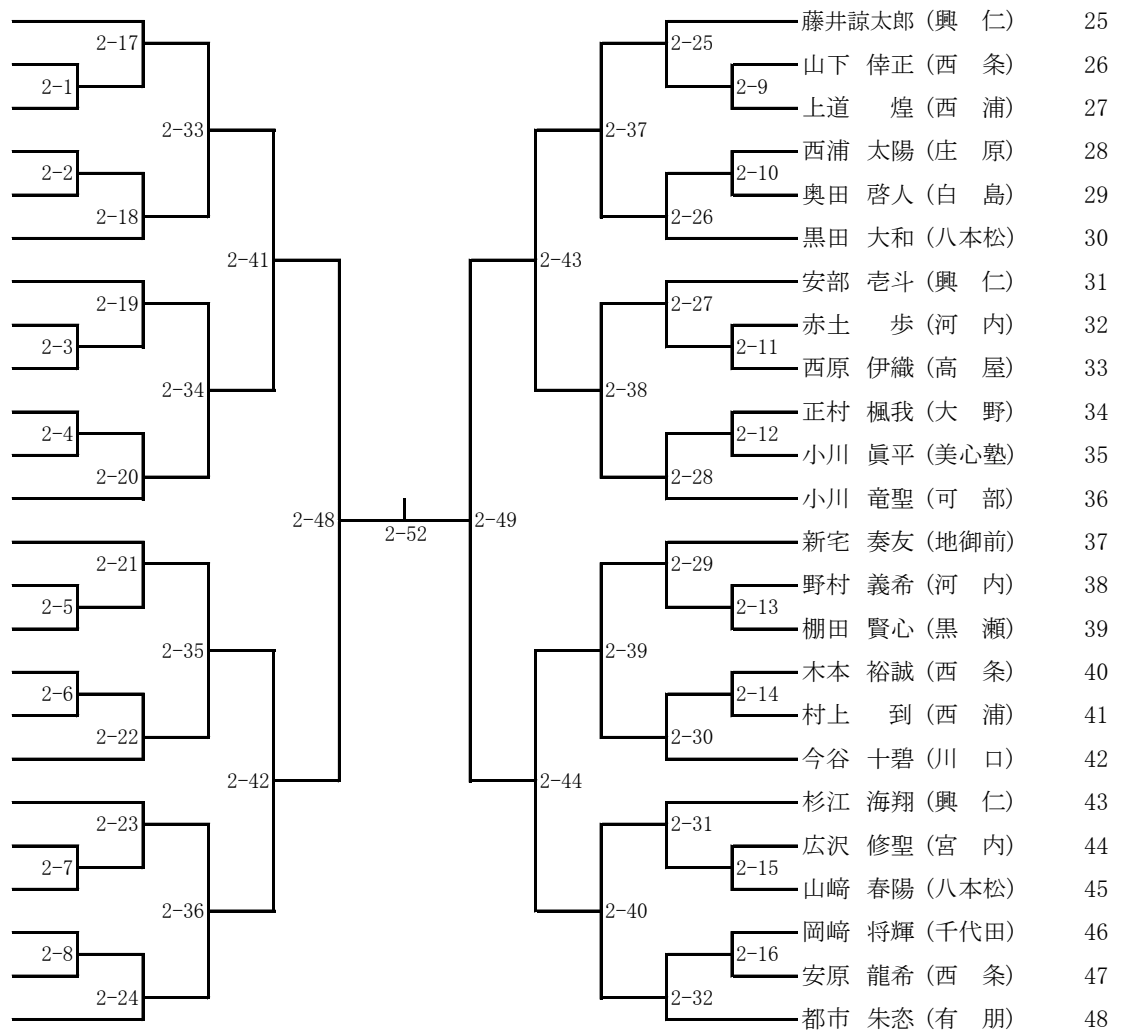 藤井諒太郎 (興　仁) 25
2-17 2-25
山下　倖正 (西　条) 26
2-1 2-9
上道　　煌 (西　浦) 27
2-33 2-37
西浦　太陽 (庄　原) 28
2-2 2-10
奥田　啓人 (白　島) 29
2-18 2-26
黒田　大和 (八本松) 30
2-41 2-43
安部　壱斗 (興　仁) 31
2-19 2-27
赤土　　歩 (河　内) 32
2-3 2-11
西原　伊織 (高　屋) 33
2-34 2-38
正村　楓我 (大　野) 34
2-4 2-12
小川　眞平 (美心塾) 35
2-20 2-28
小川　竜聖 (可　部) 36
2-48 2-52 2-49
新宅　奏友 (地御前) 37
2-21 2-29
野村　義希 (河　内) 38
2-5 2-13
棚田　賢心 (黒　瀬) 39
2-35 2-39
木本　裕誠 (西　条) 40
2-6 2-14
村上　　到 (西　浦) 41
2-22 2-30
今谷　十碧 (川　口) 42
2-42 2-44
杉江　海翔 (興　仁) 43
2-23 2-31
広沢　修聖 (宮　内) 44
2-7 2-15
山﨑　春陽 (八本松) 45
2-36 2-40
岡﨑　将輝 (千代田) 46
2-8 2-16
安原　龍希 (西　条) 47
2-24 2-32
都市　朱恣 (有　朋) 48